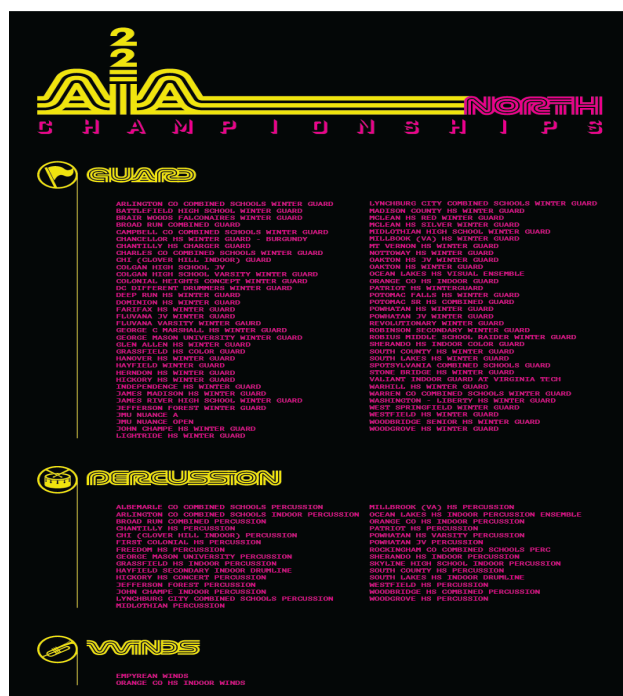 22
AIA
NORTH
CHAMPIONSHIPS
GUARD
ARLINGTON CO COMBINED SCHOOLS WINTER GUARD
BATTLEFIELD HIGH SCHOOL WINTER GUARD
BRAIR WOODS FALCONAIRES WINTER GUARD
BROAD RUN COMBINED GUARD
CAMPBELL CO COMBINED SCHOOLS WINTER GUARD
CHANCELLOR HS WINTER GUARD - BURGUNDY
CHANTILLY HS CHARGER GUARD
CHARLES CO COMBINED SCHOOLS WINTER GUARD
CHI (CLOVER HILL INDOOR) GUARD
COLGAN HIGH SCHOOL JV
COLGAN HIGH SCHOOL VARSITY WINTER GUARD
COLONIAL HEIGHTS CONCEPT WINTER GUARD
DC DIFFERENT DRUMMERS WINTER GUARD
DEEP RUN HS WINTER GUARD
DOMINION HS WINTER GUARD
FARIFAX HS WINTER GUARD
FLUVANA JV WINTER GUARD
FLUVANA VARSITY WINTER GAURD
GEORGE C MARSHALL HS WINTER GUARD
GEORGE MASON UNIVERSITY WINTER GUARD
GLEN ALLEN HS WINTER GUARD
GRASSFIELD HS COLOR GUARD
HANOVER HS WINTER GUARD
HAYFIELD WINTER GUARD
HERNDON HS WINTER GUARD
HICKORY HS WINTER GUARD
INDEPENDENCE HS WINTER GUARD
JAMES MADISON HS WINTER GUARD
JAMES RIVER HIGH SCHOOL WINTER GUARD
JEFFERSON FOREST WINTER GUARD
JMU NUANCE A
JMU NUANCE OPEN
JOHN CHAMPE HS WINTER GUARD
LIGHTRIDE HS WINTER GUARD
LYNCHBURG CITY COMBINED SCHOOLS WINTER GUARD
MADISON COUNTY HS WINTER GUARD
MCLEAN HS RED WINTER GUARD
MCLEAN HS SILVER WINTER GUARD
MIDLOTHIAN HIGH SCHOOL WINTER GUARD
MILLBOOK (VA) HS WINTER GUARD
MT VERNON HS WINTER GUARD
NOTTOWAY HS WINTER GUARD
OAKTON HS JV WINTER GUARD
OAKTON HS WINTER GUARD
OCEAN LAKES HS VISUAL ENSEMBLE
ORANGE CO HS INDOOR GUARD
PATRIOT HS WINTERGUARD
POTOMAC FALLS HS WINTER GUARD
POTOMAC SR HS COMBINED GUARD
POWHATAN HS WINTER GUARD
POWHATAN JV WINTER GUARD
REVOLUTIONARY WINTER GUARD
ROBINSON SECONDARY WINTER GUARD
ROBIUS MIDDLE SCHOOL RAIDER WINTER GUARD
SHERANDO HS INDOOR COLOR GUARD
SOUTH COUNTY HS WINTER GUARD
SOUTH LAKES HS WINTER GUARD
SPOTSYLVANIA COMBINED WINTER GUARD
STONE BRIDGE HS WINTER GUARD
VALIANT INDOOR GUARD AT VIRGINIA TECH
WARHILL HS WINTER GUARD
WARREN CO COMBINED SCHOOLS WINTER GUARD
WASHINGTON - LIBERTY HS WINTER GUARD
WEST SPRINGFIELD WINTER GUARD
WESTFIELD HS WINTER GUARD
WOODBRIDGE SENIOR HS WINTER GUARD
WOODGROVE HS WINTER GUARD
PERCUSSION
ALBEMARLE CO COMBINED SCHOOLS PERCUSSION
ARLINGTON CO COMBINED SCHOOLS INDOOR PERCUSSION
BROAD RUN COMBINED PERCUSSION
CHANTILLY HS PERCUSSION
CHI (CLOVER HILL INDOOR) PERCUSSION
FIRST COLONIAL HS PERCUSSION
FREEDOM HS PERCUSSION
GEORGE MASON UNIVERSITY PERCUSSION
GRASSFIELD HS INDOOR PERCUSSION
HAYFIELD SECONDARY INDOOR DRUMLINE
HICKORY HS CONCERT PERCUSSION
JEFFERSON FOREST PERCUSSION
JOHN CHAMPE INDOOR PERCUSSION
LYNCHBURG CITY COMBINED SCHOOLS PERCUSSION
MIDLOTHIAN PERCUSSION
MILLBROOK (VA) HS PERCUSSION
OCEAN LAKES HS INDOOR PERCUSSION ENSEMBLE
ORANGE CO HS INDOOR PERCUSSION
PATRIOT HS PERCUSSION
POWHATAN HS VARSITY PERCUSSION
POWHATAN JV PERCUSSION
ROCKINGHAM CO COMBINED SCHOOLS PERC
SHERANDO HS INDOOR PERCUSSION
SKYLINE HIGH SCHOOL INDOOR PERCUSSION
SOUTH COUNTY HS PERCUSSION
SOUTH LAKES HS INDOOR DRUMLINE
WESTFIELD HS PERCUSSION
WOODBRIDGE HS COMBINED PERCUSSION
WOODGROVE HS PERCUSSION
WINDS
EMPYREAN WINDS
ORANGE CO HS INDOOR WINDS